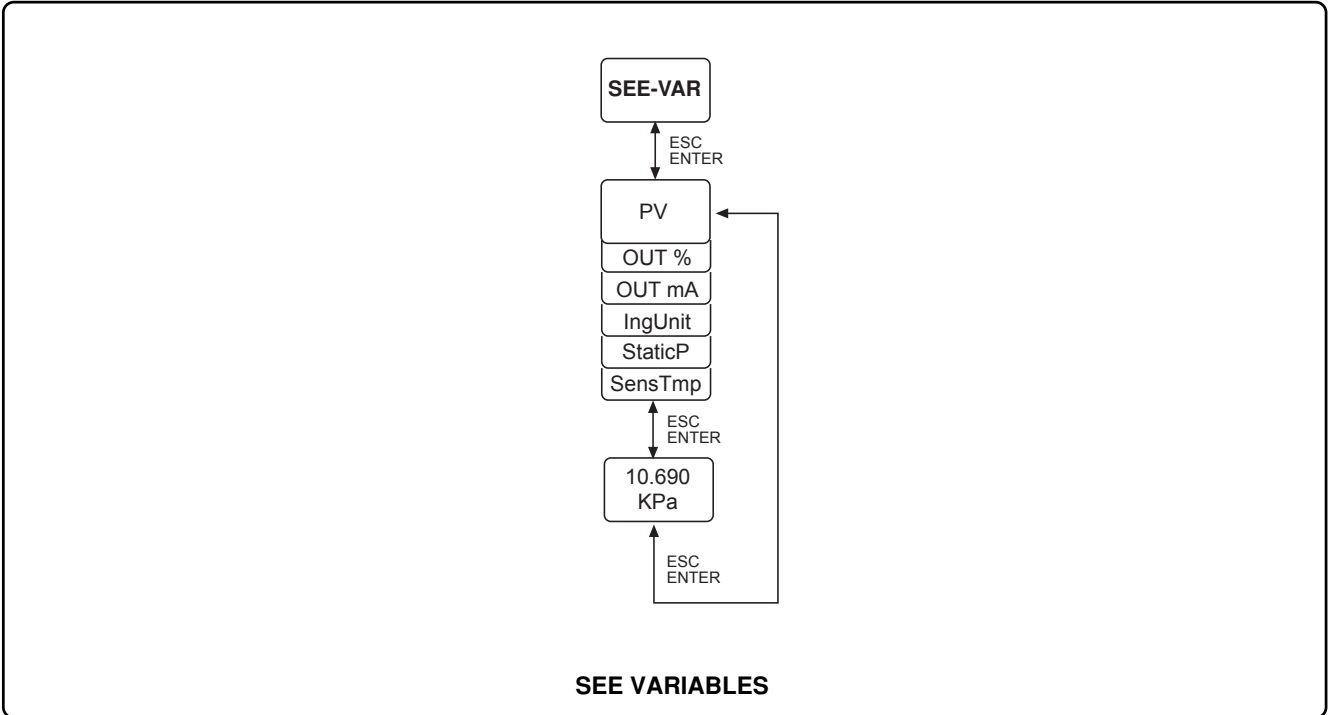 SEE-VAR
ESC
ENTER
PV
OUT %
OUT mA
IngUnit
StaticP
SensTmp
ESC
ENTER
10.690
KPa
ESC
ENTER
SEE VARIABLES